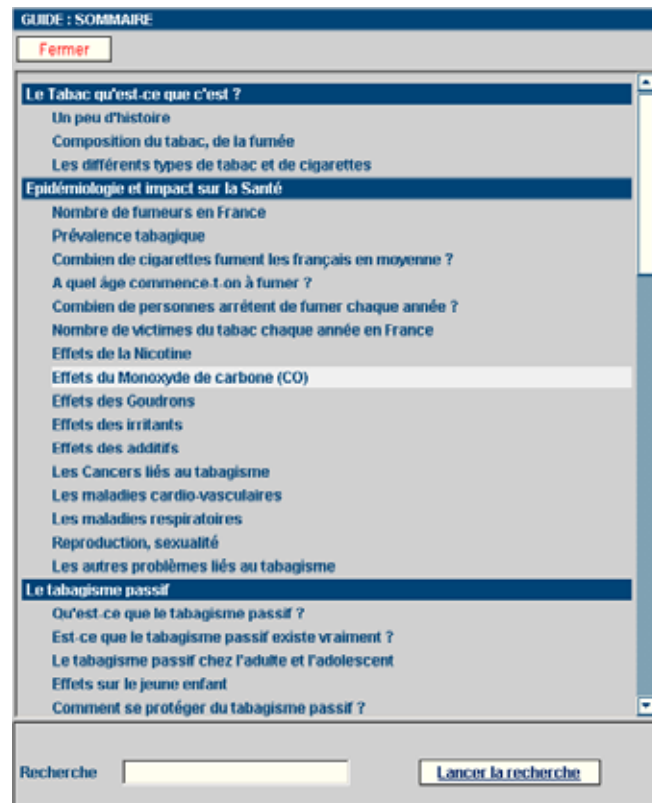 GUIDE : SOMMAIRE
Fermer
Le Tabac qu'est-ce que c'est ?
Un peu d'histoire
Composition du tabac, de la fumée
Les différents types de tabac et de cigarettes
Epidémiologie et impact sur la Santé
Nombre de fumeurs en France
Prévalence tabagique
Combien de cigarettes fument les français en moyenne ?
A quel âge commence-t-on à fumer ?
Combien de personnes arrêtent de fumer chaque année ?
Nombre de victimes du tabac chaque année en France
Effets de la Nicotine
Effets du Monoxyde de carbone (CO)
Effets des Goudrons
Effets des irritants
Effets des additifs
Les Cancers liés au tabagisme
Les maladies cardio-vasculaires
Les maladies respiratoires
Reproduction, sexualité
Les autres problèmes liés au tabagisme
Le tabagisme passif
Qu'est-ce que le tabagisme passif ?
Est-ce que le tabagisme passif existe vraiment ?
Le tabagisme passif chez l'adulte et l'adolescent
Effets sur le jeune enfant
Comment se protéger du tabagisme passif ?
Recherche Lancer la recherche